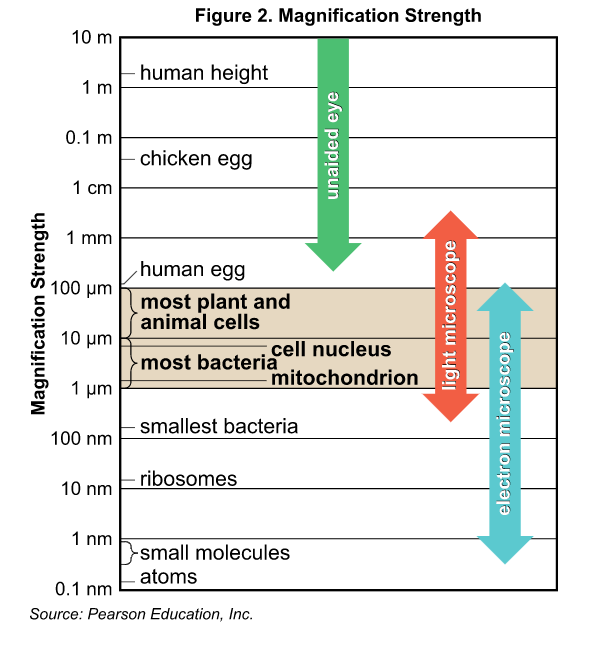 Figure 2. Magnification Strength
10 m
human height
1 m
0.1 m
chicken egg
1 cm
1 mm
human egg
100 µm
most plant and
animal cells
10 µm
cell nucleus
most bacteria
mitochondrion
1 µm
smallest bacteria
100 nm
ribosomes
10 nm
1 nm
small molecules
atoms
0.1 nm
Magnification Strength
unaided eye
light microscope
electron microscope
Source: Pearson Education, Inc.